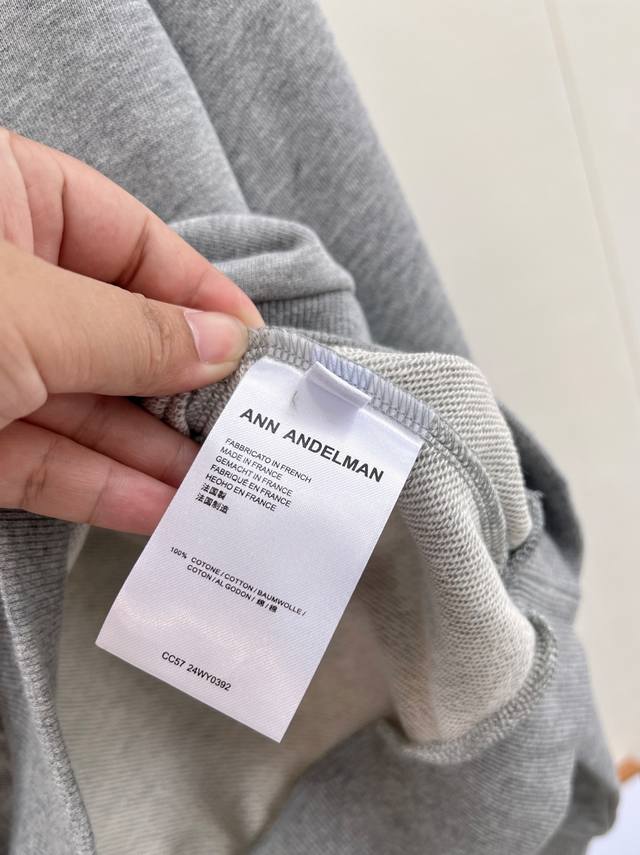 ANN ANDELMAN
FABBRICATO IN FRENCH
MADE IN FRANCE
GEMACHT IN FRANCE
FABRIQUÉ EN FRANCE
HEOHO EN FRANCE
法国製
法国制造
100% COTONE / COTTON / BAUMWOLLE /
COTON / ALGODON / 綿 / 棉
CC57 24WY0392